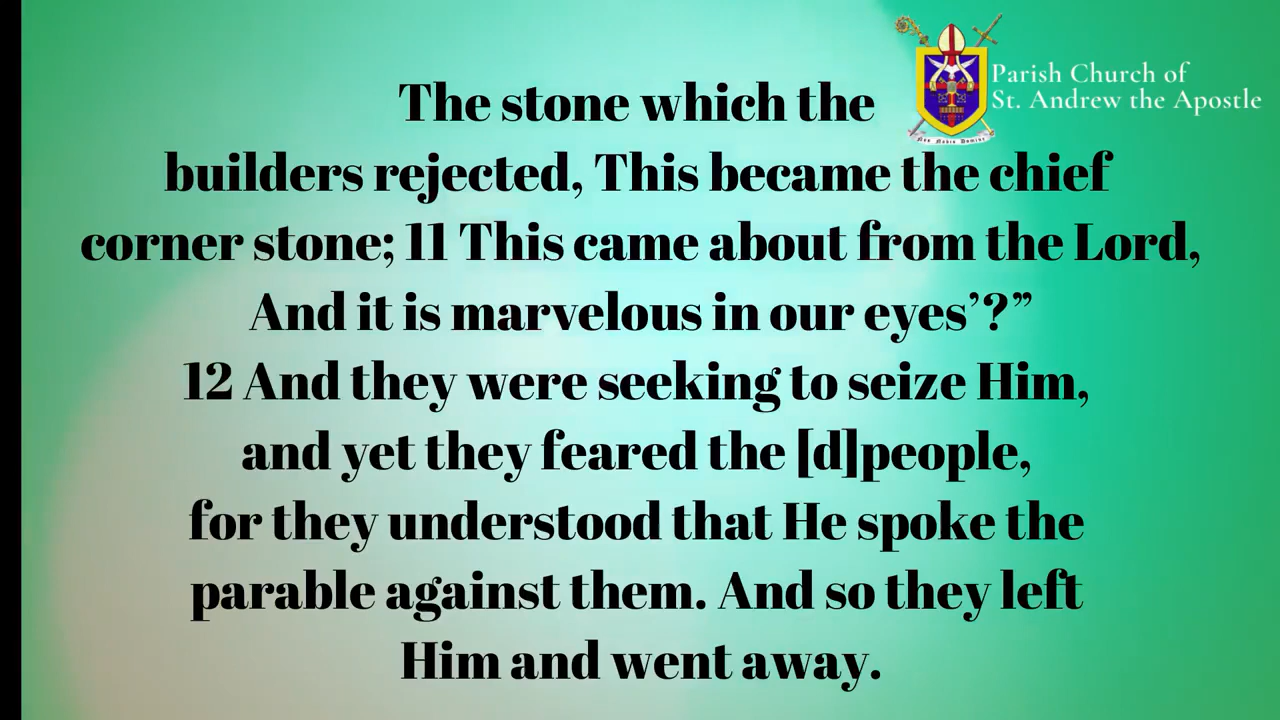 Parish Church of
St. Andrew the Apostle
Non Nobis Domine
The stone which the
builders rejected, This became the chief
corner stone; 11 This came about from the Lord,
And it is marvelous in our eyes’?”
12 And they were seeking to seize Him,
and yet they feared the [d]people,
for they understood that He spoke the
parable against them. And so they left
Him and went away.